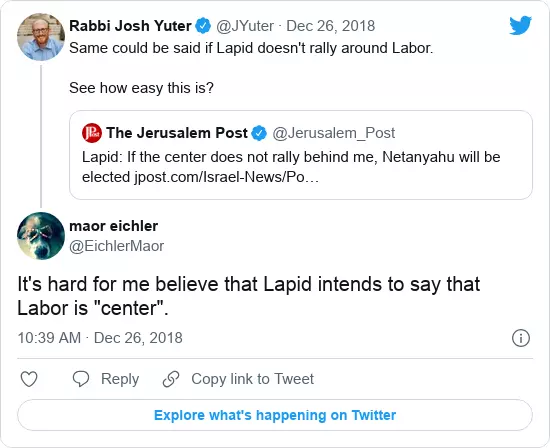 Rabbi Josh Yuter @JYuter · Dec 26, 2018
Same could be said if Lapid doesn't rally around Labor.
See how easy this is?
JPost The Jerusalem Post @Jerusalem_Post
Lapid: If the center does not rally behind me, Netanyahu will be
elected jpost.com/Israel-News/Po…
maor eichler
@EichlerMaor
It's hard for me believe that Lapid intends to say that
Labor is "center".
10:39 AM · Dec 26, 2018
Reply Copy link to Tweet
Explore what's happening on Twitter